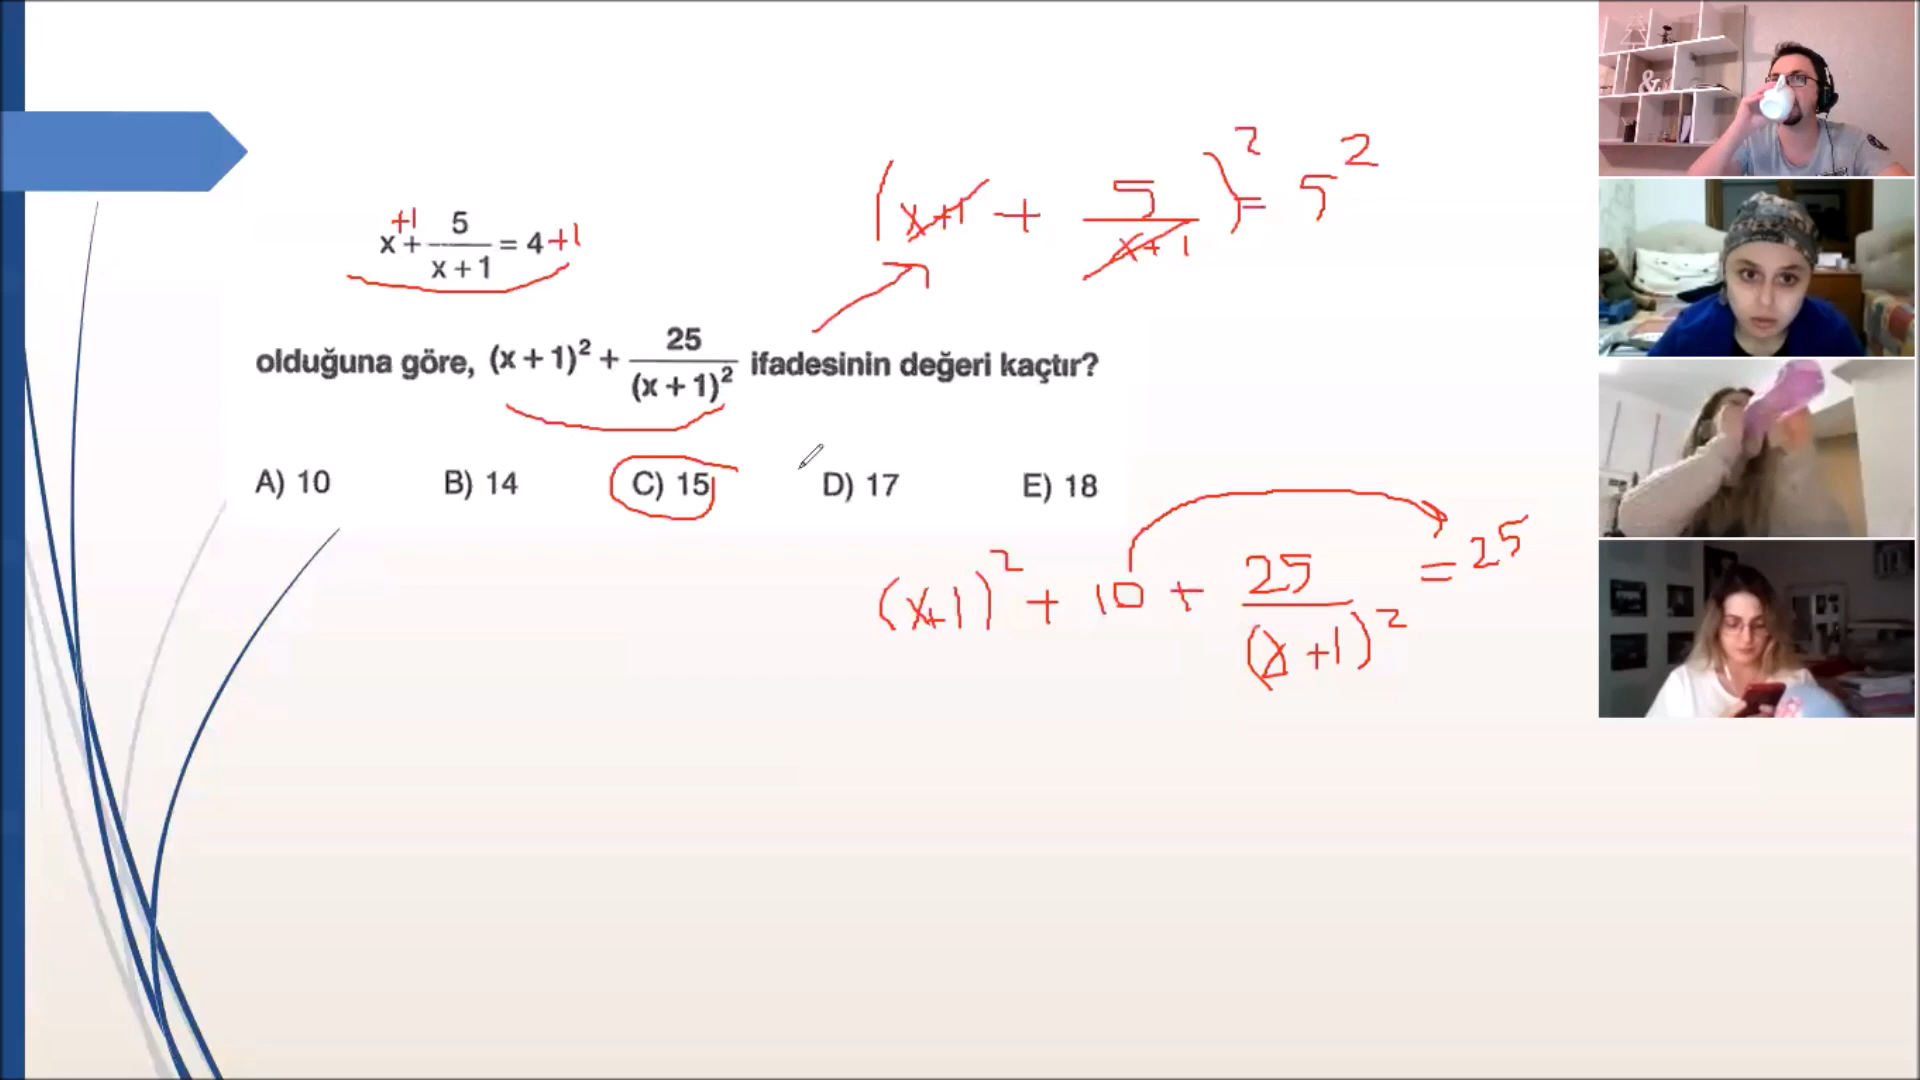 x + 5/(x + 1) = 4
+1 +1
(x+1 + 5/(x+1))² = 5²
olduğuna göre, (x + 1)² + 25/(x + 1)² ifadesinin değeri kaçtır?
A) 10 B) 14 C) 15 D) 17 E) 18
(x+1)² + 10 + 25/(x+1)² = 25
&